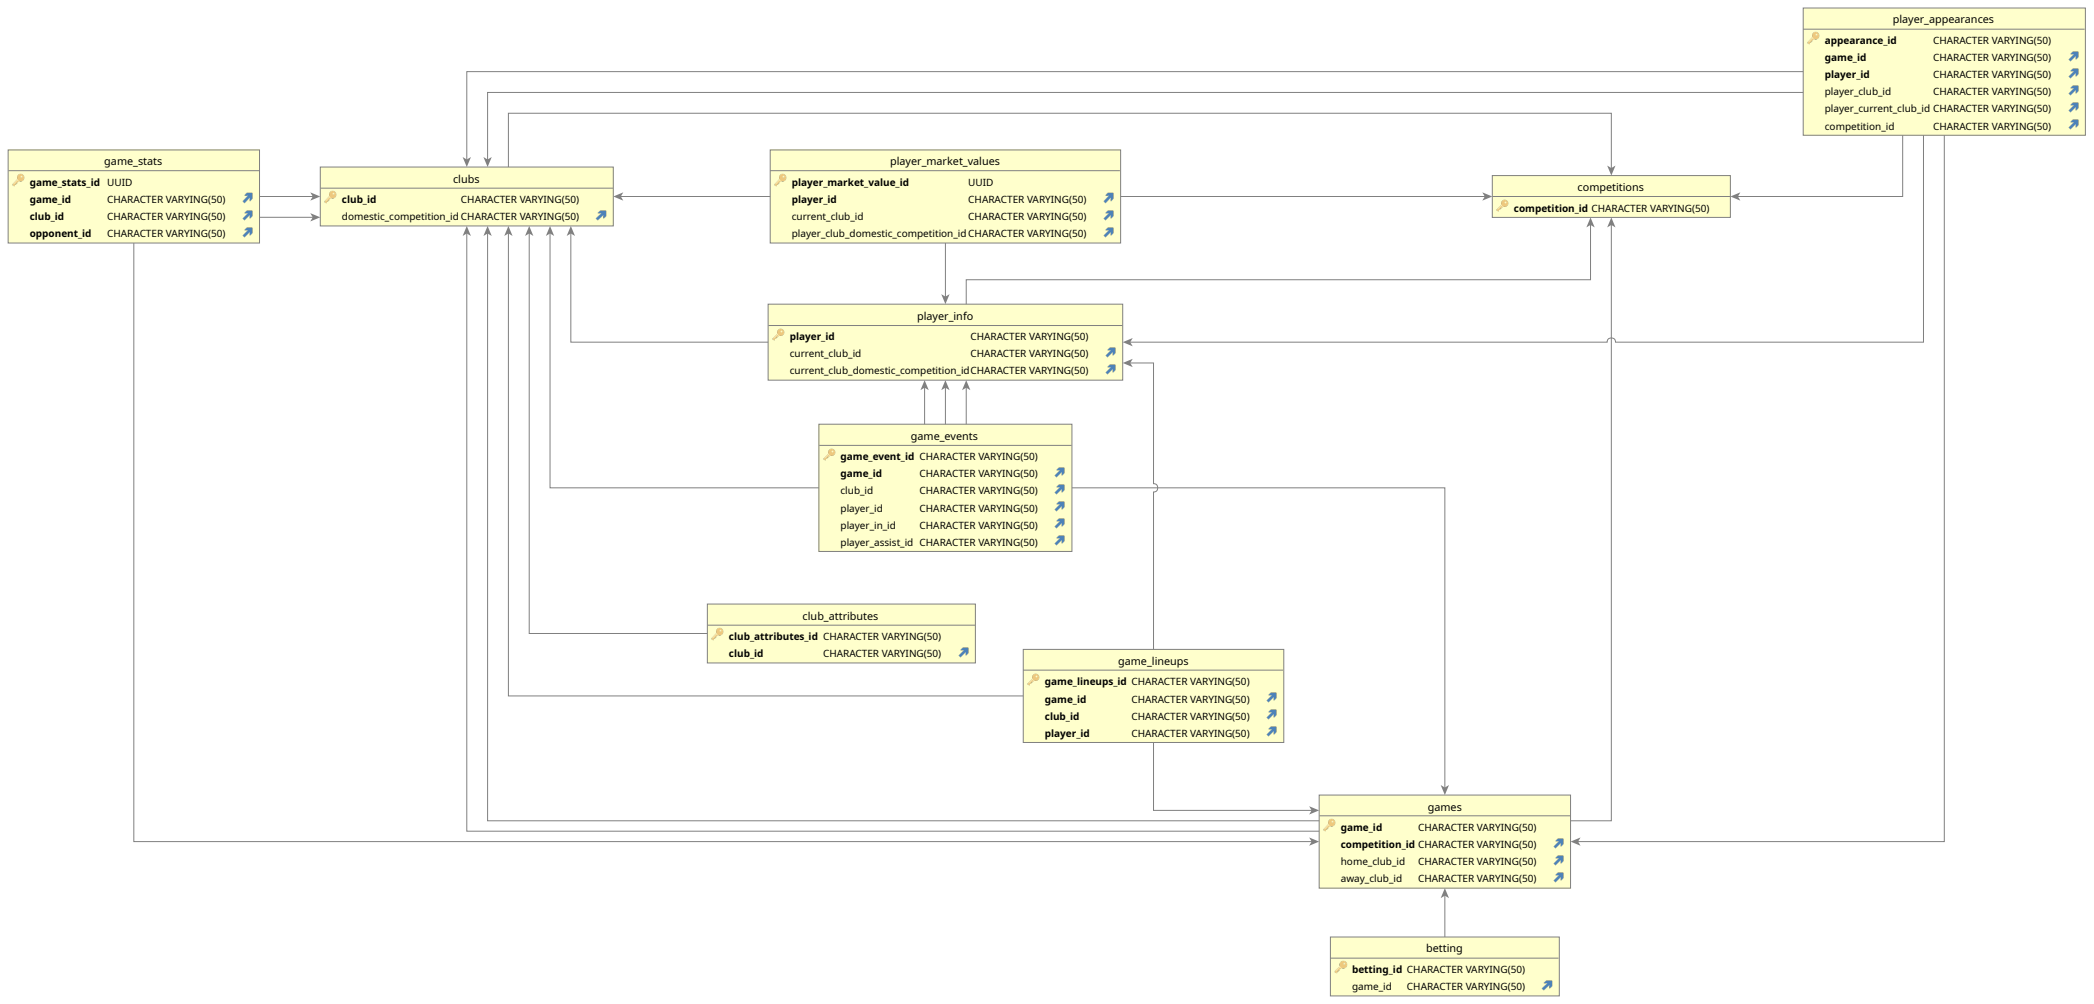 player_appearances
appearance_id CHARACTER VARYING(50)
game_id CHARACTER VARYING(50)
player_id CHARACTER VARYING(50)
player_club_id CHARACTER VARYING(50)
player_current_club_id CHARACTER VARYING(50)
competition_id CHARACTER VARYING(50)
game_stats
game_stats_id UUID
game_id CHARACTER VARYING(50)
club_id CHARACTER VARYING(50)
opponent_id CHARACTER VARYING(50)
clubs
club_id CHARACTER VARYING(50)
domestic_competition_id CHARACTER VARYING(50)
player_market_values
player_market_value_id UUID
player_id CHARACTER VARYING(50)
current_club_id CHARACTER VARYING(50)
player_club_domestic_competition_id CHARACTER VARYING(50)
competitions
competition_id CHARACTER VARYING(50)
player_info
player_id CHARACTER VARYING(50)
current_club_id CHARACTER VARYING(50)
current_club_domestic_competition_id CHARACTER VARYING(50)
game_events
game_event_id CHARACTER VARYING(50)
game_id CHARACTER VARYING(50)
club_id CHARACTER VARYING(50)
player_id CHARACTER VARYING(50)
player_in_id CHARACTER VARYING(50)
player_assist_id CHARACTER VARYING(50)
club_attributes
club_attributes_id CHARACTER VARYING(50)
club_id CHARACTER VARYING(50)
game_lineups
game_lineups_id CHARACTER VARYING(50)
game_id CHARACTER VARYING(50)
club_id CHARACTER VARYING(50)
player_id CHARACTER VARYING(50)
games
game_id CHARACTER VARYING(50)
competition_id CHARACTER VARYING(50)
home_club_id CHARACTER VARYING(50)
away_club_id CHARACTER VARYING(50)
betting
betting_id CHARACTER VARYING(50)
game_id CHARACTER VARYING(50)